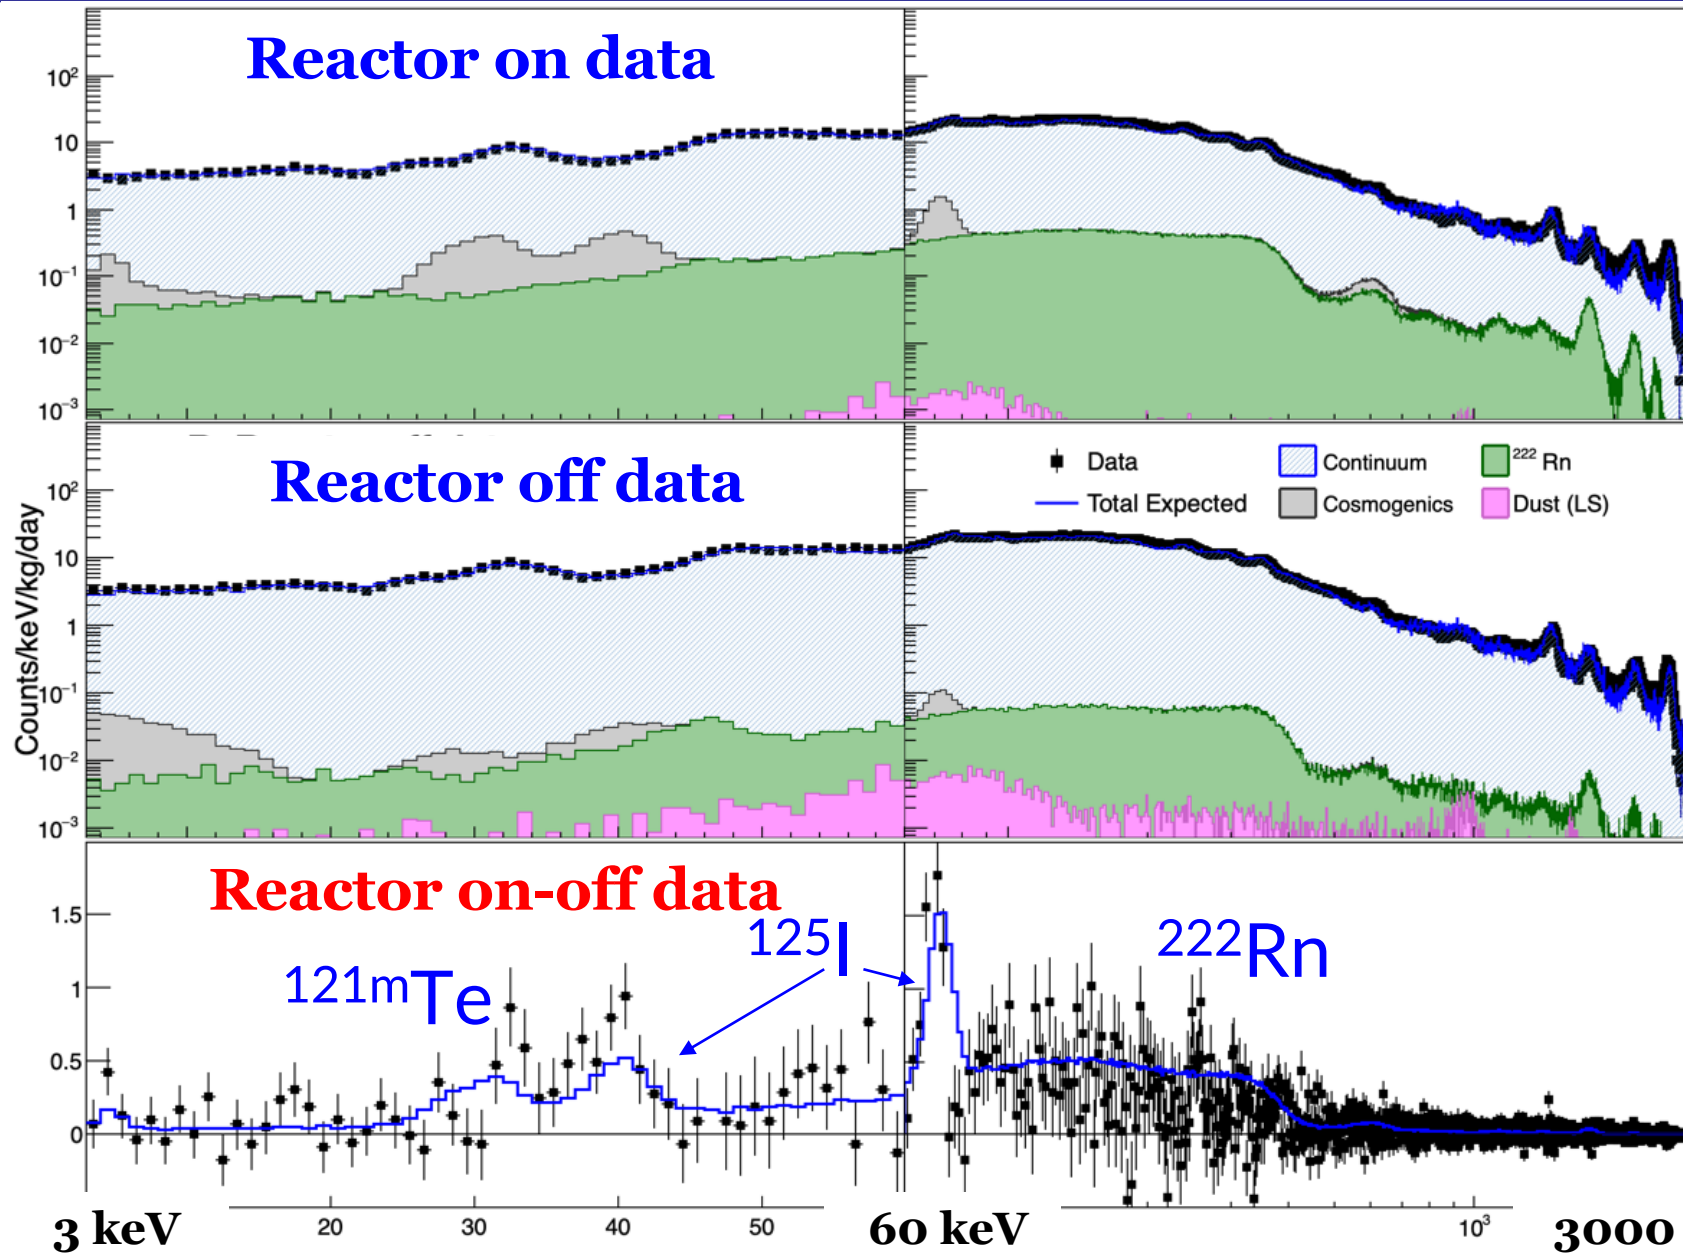 Reactor on data
10²
10
1
10⁻¹
10⁻²
10⁻³
Reactor off data
Data
Continuum
²²² Rn
Total Expected
Cosmogenics
Dust (LS)
Counts/keV/kg/day
10²
10
1
10⁻¹
10⁻²
10⁻³
Reactor on-off data
¹²⁵I
²²²Rn
¹²¹ᵐTe
1.5
1
0.5
0
3 keV
20
30
40
50
60 keV
10³
3000